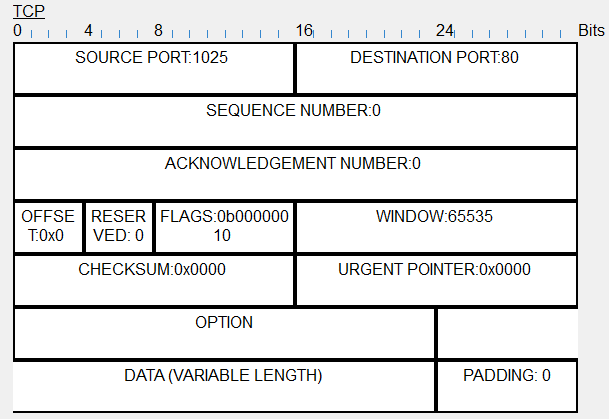 TCP
0 4 8 16 24 Bits
SOURCE PORT:1025 DESTINATION PORT:80
SEQUENCE NUMBER:0
ACKNOWLEDGEMENT NUMBER:0
OFFSE RESER FLAGS:0b000000 WINDOW:65535
T:0x0 VED: 0 10
CHECKSUM:0x0000 URGENT POINTER:0x0000
OPTION
DATA (VARIABLE LENGTH) PADDING: 0